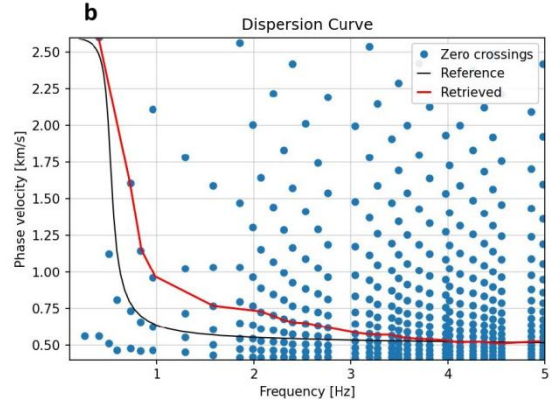 b
Dispersion Curve
2.50
2.25
2.00
1.75
1.50
1.25
1.00
0.75
0.50
Phase velocity [km/s]
Zero crossings
Reference
Retrieved
1
2
3
4
5
Frequency [Hz]